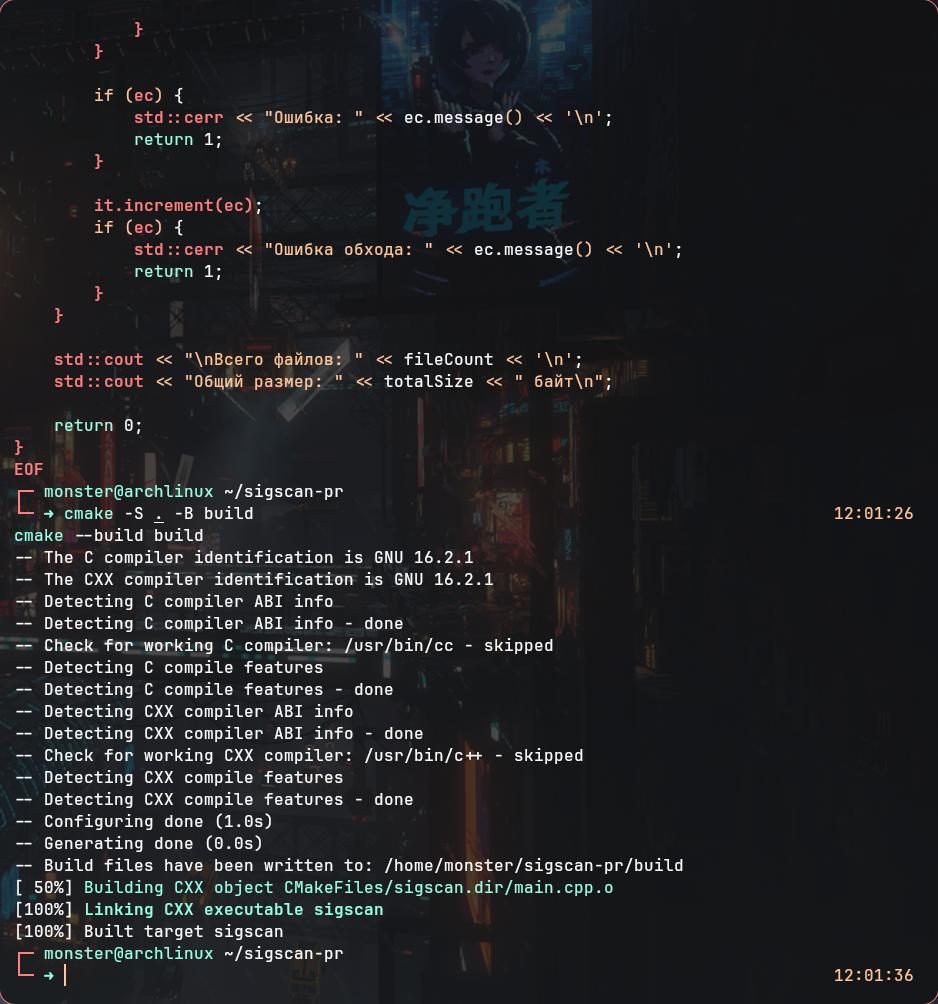 }
}
if (ec) {
std::cerr << "Ошибка: " << ec.message() << '\n';
return 1;
}
it.increment(ec);
if (ec) {
std::cerr << "Ошибка обхода: " << ec.message() << '\n';
return 1;
}
}
std::cout << "\nВсего файлов: " << fileCount << '\n';
std::cout << "Общий размер: " << totalSize << " байт\n";
return 0;
}
EOF
monster@archlinux ~/sigscan-pr
➜ cmake -S . -B build 12:01:26
cmake --build build
-- The C compiler identification is GNU 16.2.1
-- The CXX compiler identification is GNU 16.2.1
-- Detecting C compiler ABI info
-- Detecting C compiler ABI info - done
-- Check for working C compiler: /usr/bin/cc - skipped
-- Detecting C compile features
-- Detecting C compile features - done
-- Detecting CXX compiler ABI info
-- Detecting CXX compiler ABI info - done
-- Check for working CXX compiler: /usr/bin/c++ - skipped
-- Detecting CXX compile features
-- Detecting CXX compile features - done
-- Configuring done (1.0s)
-- Generating done (0.0s)
-- Build files have been written to: /home/monster/sigscan-pr/build
[ 50%] Building CXX object CMakeFiles/sigscan.dir/main.cpp.o
[100%] Linking CXX executable sigscan
[100%] Built target sigscan
monster@archlinux ~/sigscan-pr
➜ 12:01:36
净跑者